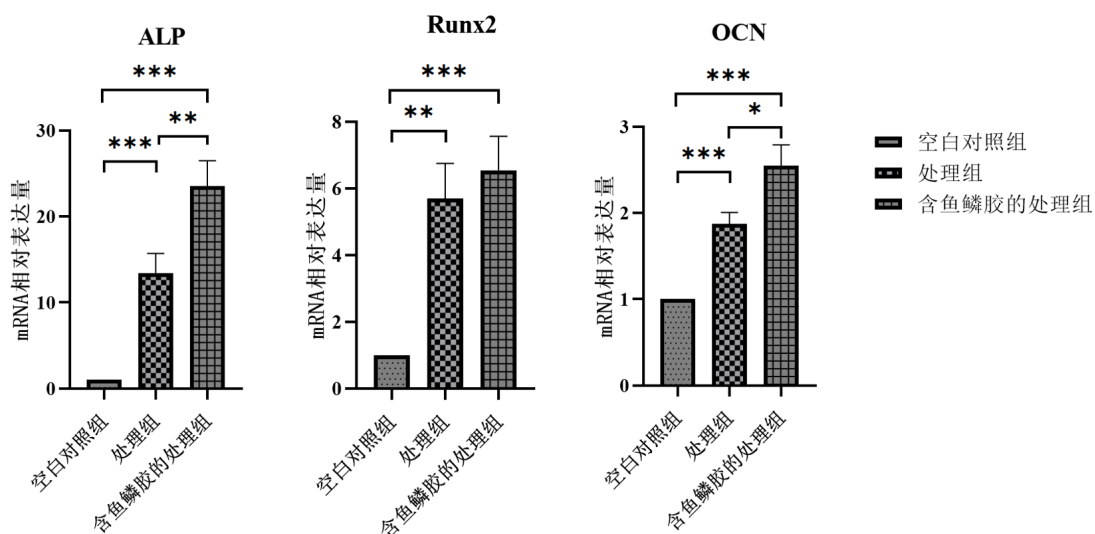 ALP
***
***
**
30
20
10
0
mRNA相对表达量
空白对照组
处理组
含鱼鳞胶的处理组
Runx2
***
**
8
6
4
2
0
mRNA相对表达量
空白对照组
处理组
含鱼鳞胶的处理组
OCN
***
*
***
3
2
1
0
mRNA相对表达量
空白对照组
处理组
含鱼鳞胶的处理组
空白对照组
处理组
含鱼鳞胶的处理组